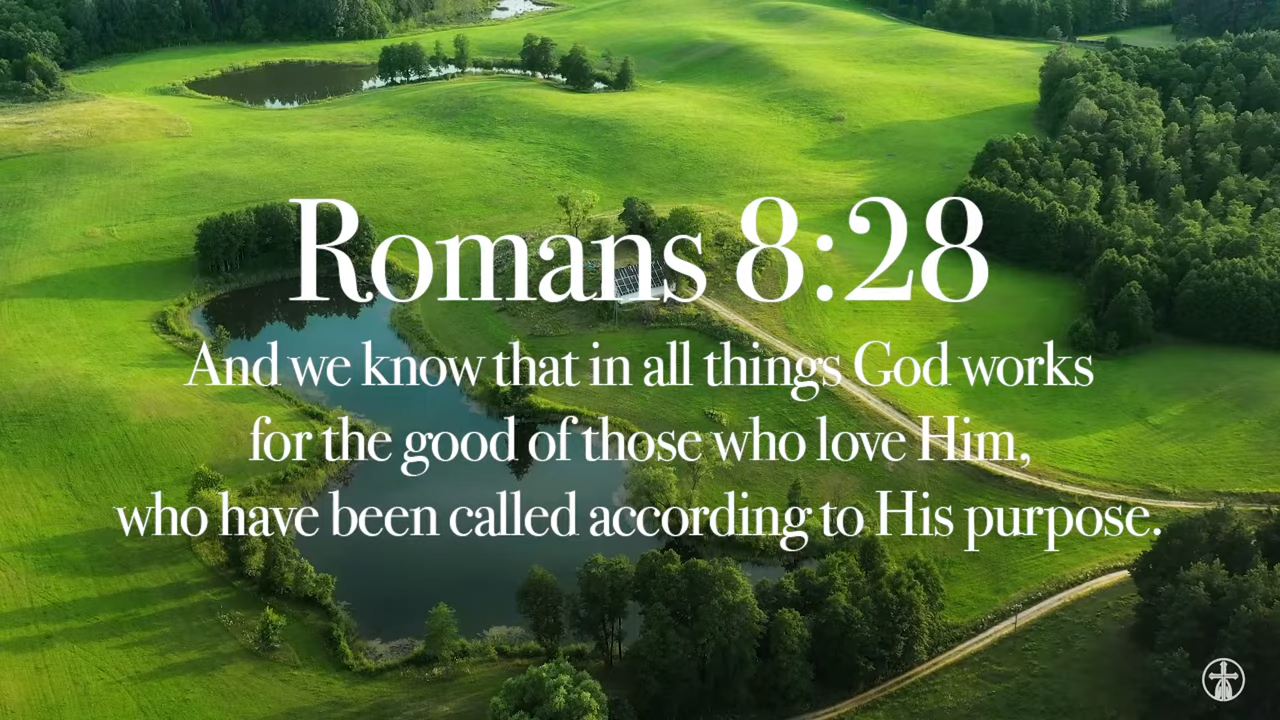 Romans 8:28
And we know that in all things God works
for the good of those who love Him,
who have been called according to His purpose.